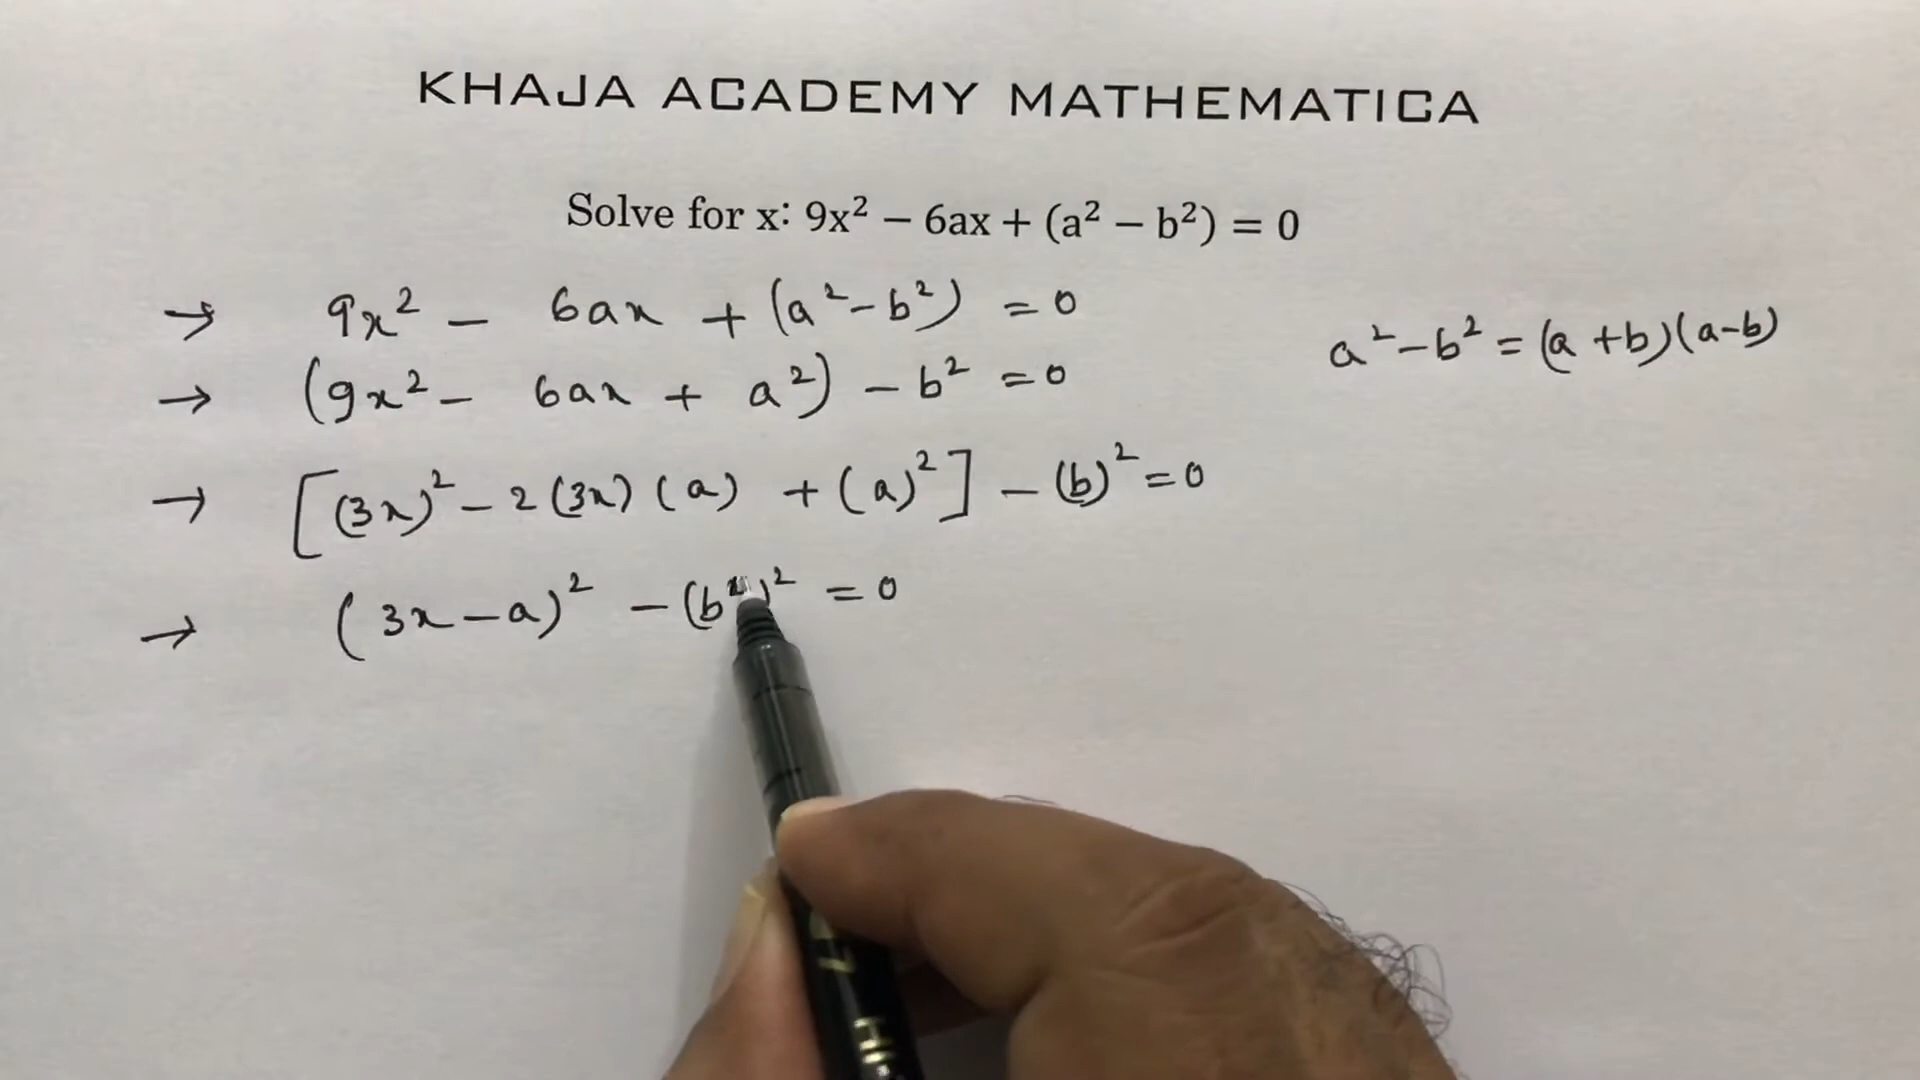 KHAJA ACADEMY MATHEMATICA
Solve for x: 9x² − 6ax + (a² − b²) = 0
→ 9x² − 6ax + (a² − b²) = 0
a² − b² = (a + b)(a − b)
→ (9x² − 6ax + a²) − b² = 0
→ [(3x)² − 2(3x)(a) + (a)²] − (b)² = 0
→ (3x − a)² − (b)² = 0